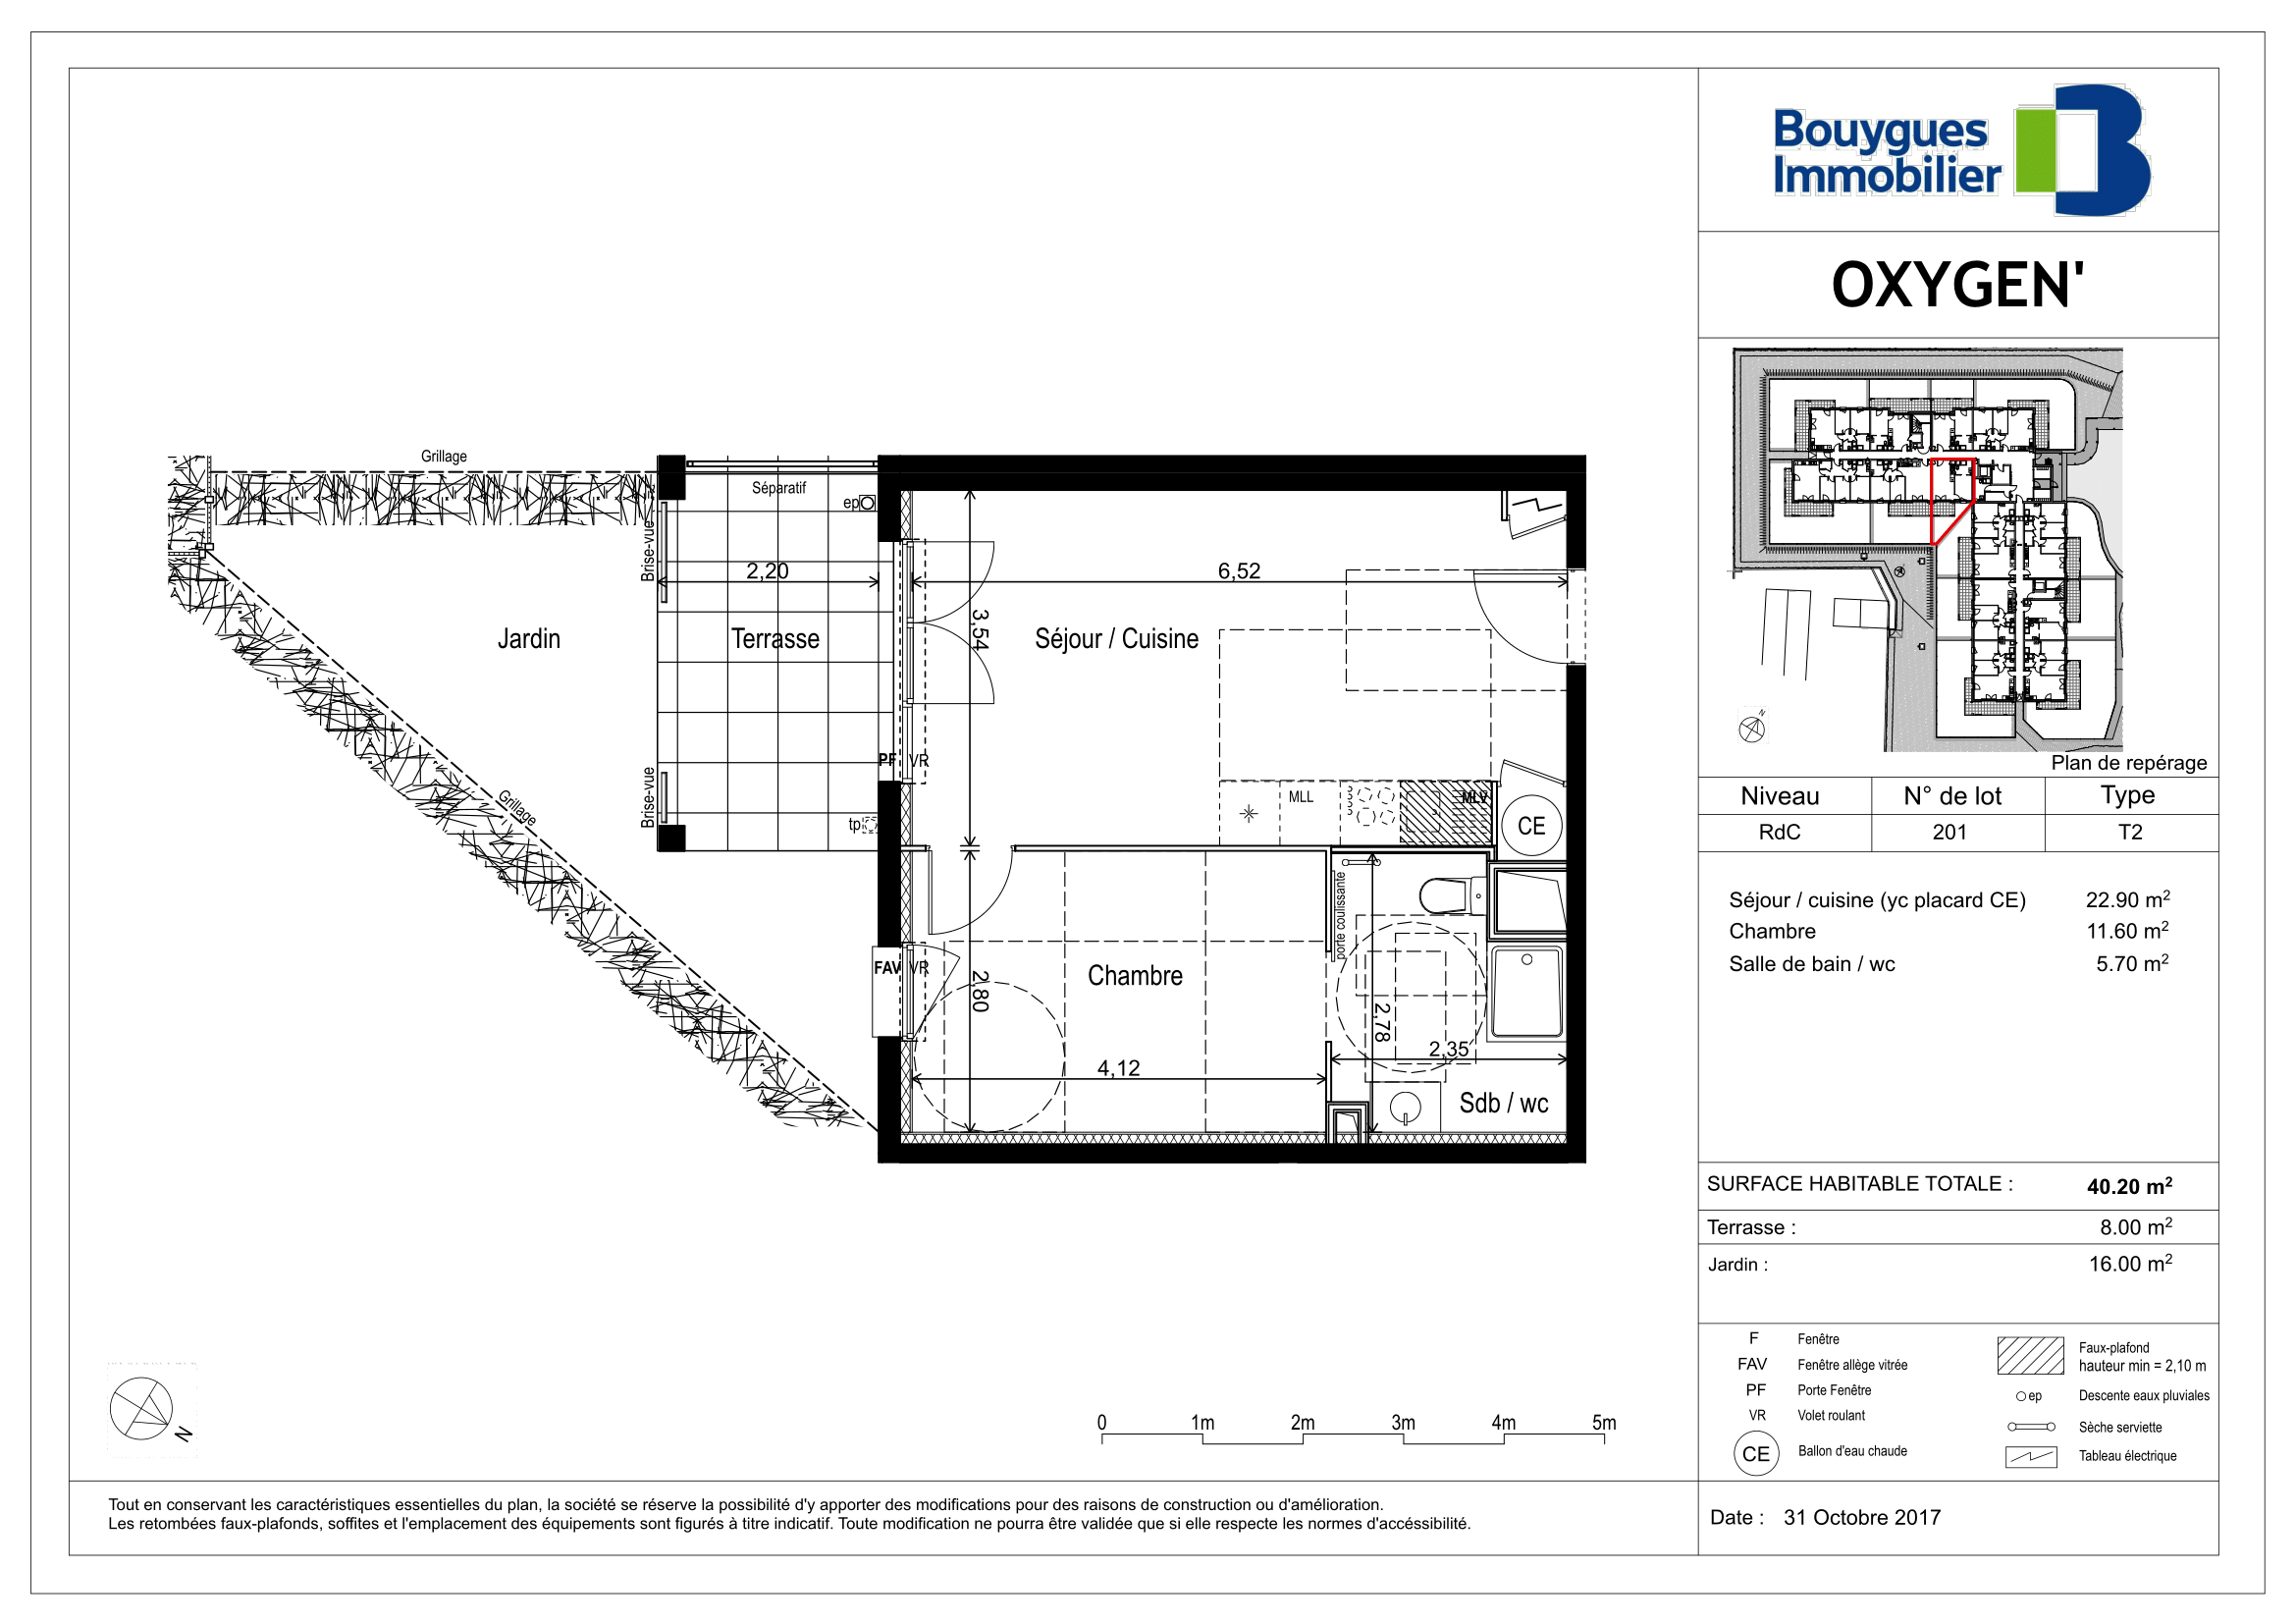 Bouygues
Immobilier
OXYGEN'
N
Plan de repérage
Niveau N° de lot Type
RdC 201 T2
Séjour / cuisine (yc placard CE) 22.90 m²
Chambre 11.60 m²
Salle de bain / wc 5.70 m²
SURFACE HABITABLE TOTALE : 40.20 m²
Terrasse : 8.00 m²
Jardin : 16.00 m²
F Fenêtre
FAV Fenêtre allège vitrée
PF Porte Fenêtre
VR Volet roulant
CE Ballon d'eau chaude
Faux-plafond
hauteur min = 2,10 m
ep Descente eaux pluviales
Sèche serviette
Tableau électrique
Date : 31 Octobre 2017
Grillage
Séparatif
ep
Brise-vue
2,20
6,52
3,54
Jardin
Terrasse
Séjour / Cuisine
PF VR
Brise-vue
Grillage
tp
MLL
MLV
CE
porte coulissante
FAV VR
Chambre
2,80
2,78
2,35
4,12
Sdb / wc
N
0 1m 2m 3m 4m 5m
Tout en conservant les caractéristiques essentielles du plan, la société se réserve la possibilité d'y apporter des modifications pour des raisons de construction ou d'amélioration.
Les retombées faux-plafonds, soffites et l'emplacement des équipements sont figurés à titre indicatif. Toute modification ne pourra être validée que si elle respecte les normes d'accéssibilité.